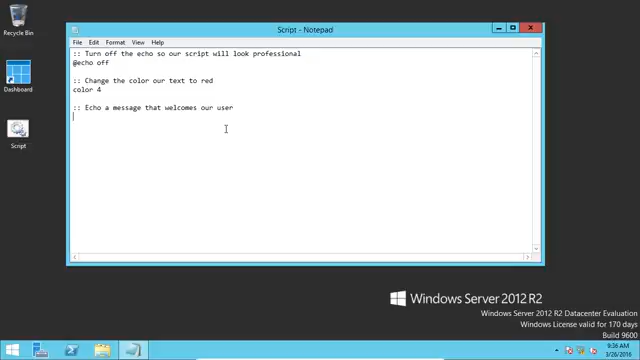 Script - Notepad
File Edit Format View Help
:: Turn off the echo so our script will look professional
@echo off
:: Change the color our text to red
color 4
:: Echo a message that welcomes our user
Recycle Bin
Dashboard
Script
Windows Server 2012 R2
Windows Server 2012 R2 Datacenter Evaluation
Windows License valid for 170 days
Build 9600
9:36 AM
3/28/2016